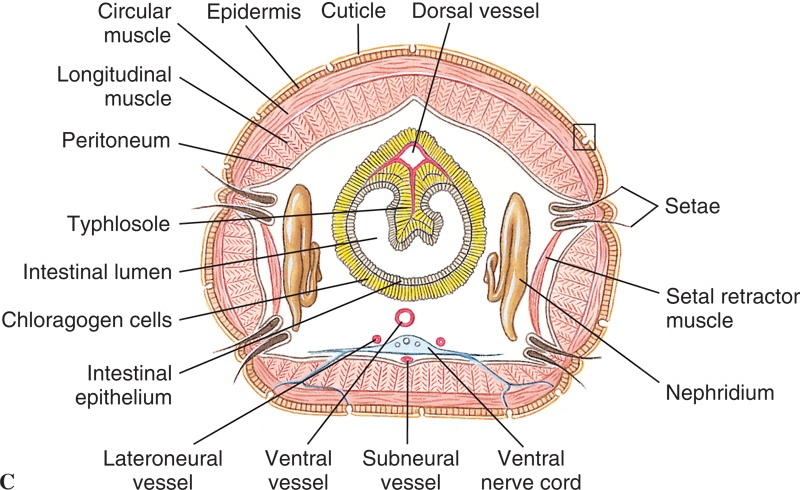 Circular
muscle
Epidermis
Cuticle
Dorsal vessel
Longitudinal
muscle
Peritoneum
Typhlosole
Setae
Intestinal lumen
Setal retractor
muscle
Chloragogen cells
Intestinal
epithelium
Nephridium
Lateroneural
vessel
Ventral
vessel
Subneural
vessel
Ventral
nerve cord
C